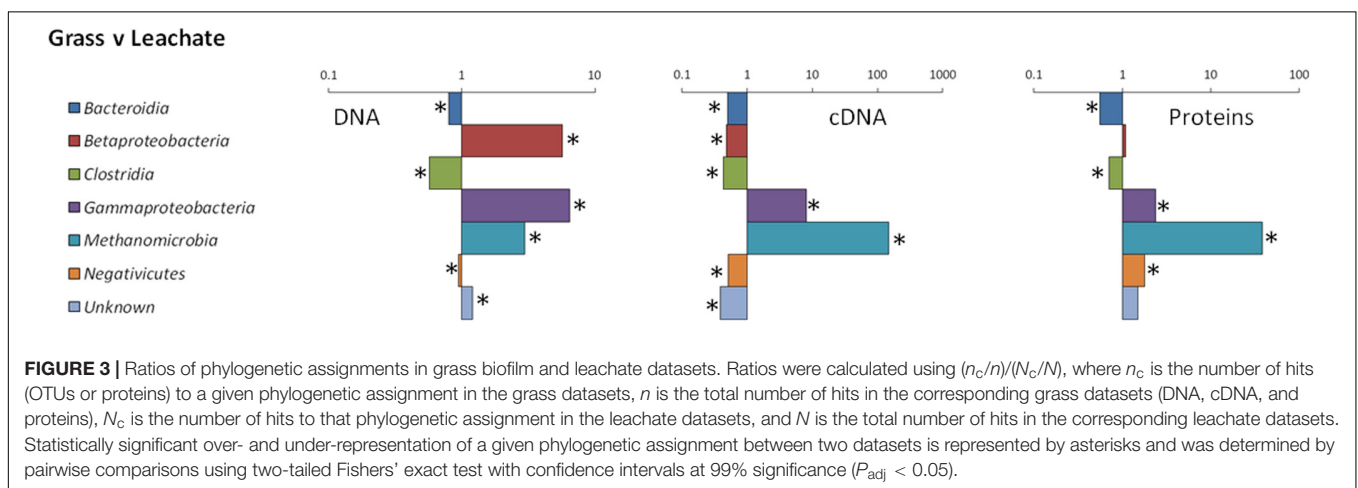 Grass v Leachate
0.1 1 10
0.1 1 10 100 1000
0.1 1 10 100
DNA
cDNA
Proteins
Bacteroidia
Betaproteobacteria
Clostridia
Gammaproteobacteria
Methanomicrobia
Negativicutes
Unknown
* * * * * * *
* * * * * * *
* * * * *
FIGURE 3 | Ratios of phylogenetic assignments in grass biofilm and leachate datasets. Ratios were calculated using (nc/n)/(Nc/N), where nc is the number of hits
(OTUs or proteins) to a given phylogenetic assignment in the grass datasets, n is the total number of hits in the corresponding grass datasets (DNA, cDNA, and
proteins), Nc is the number of hits to that phylogenetic assignment in the leachate datasets, and N is the total number of hits in the corresponding leachate datasets.
Statistically significant over- and under-representation of a given phylogenetic assignment between two datasets is represented by asterisks and was determined by
pairwise comparisons using two-tailed Fishers' exact test with confidence intervals at 99% significance (Padj < 0.05).